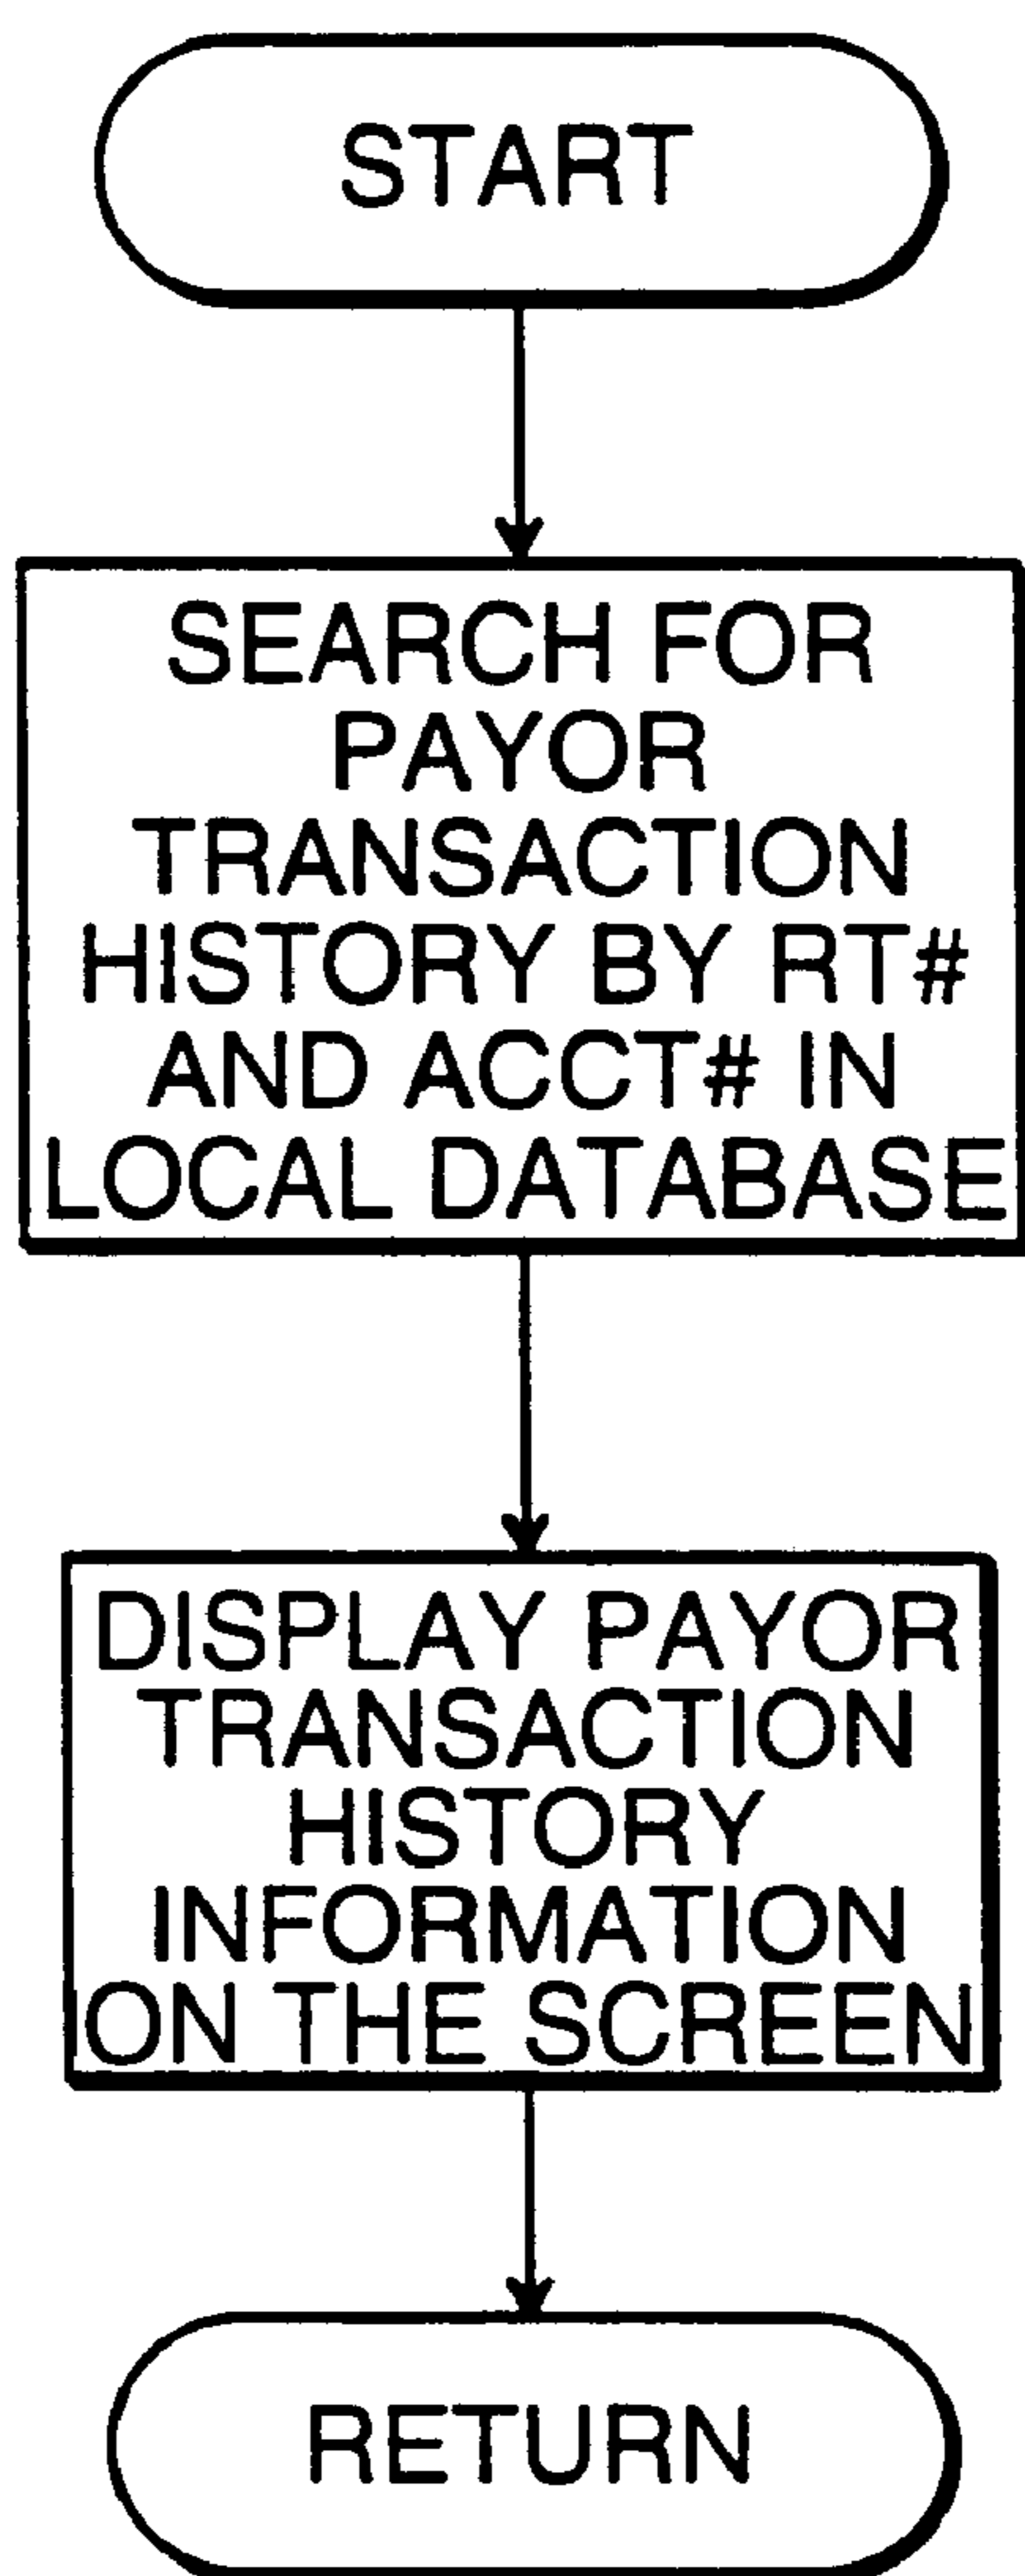 START
SEARCH FOR
PAYOR
TRANSACTION
HISTORY BY RT#
AND ACCT# IN
LOCAL DATABASE
DISPLAY PAYOR
TRANSACTION
HISTORY
INFORMATION
ON THE SCREEN
RETURN